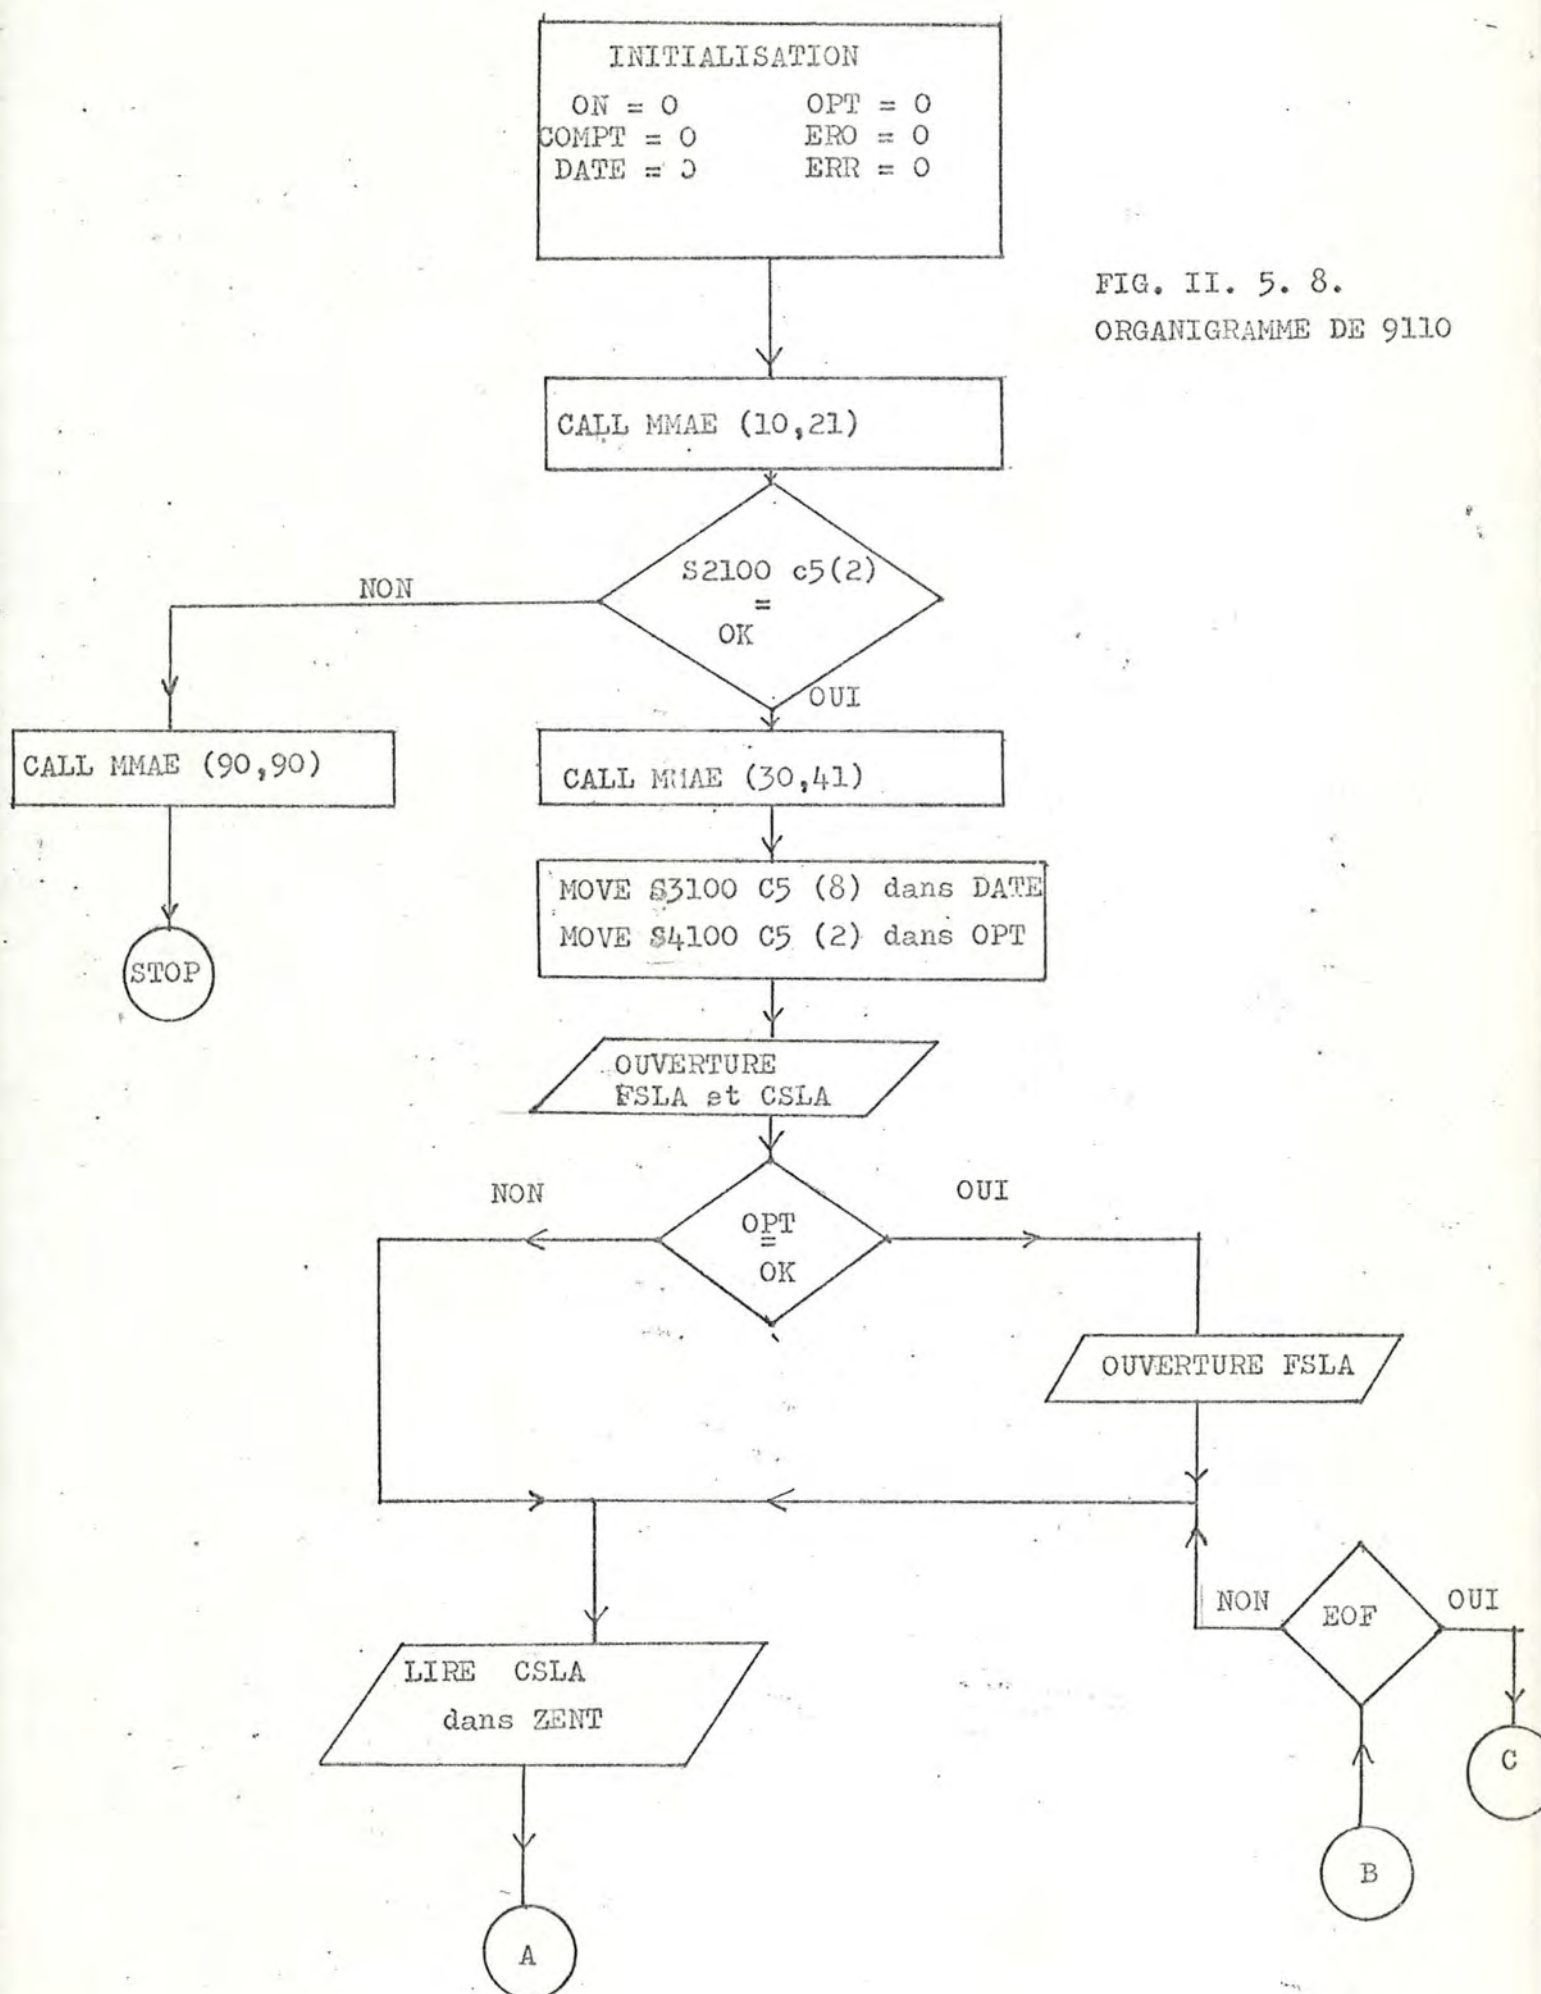 INITIALISATION
ON = 0 OPT = 0
COMPT = 0 ERO = 0
DATE = 0 ERR = 0
FIG. II. 5. 8.
ORGANIGRAMME DE 9110
CALL MMAE (10,21)
S2100 c5(2)
=
OK
NON
OUI
CALL MMAE (90,90)
CALL MMAE (30,41)
MOVE S3100 C5 (8) dans DATE
MOVE S4100 C5 (2) dans OPT
STOP
OUVERTURE
FSLA et CSLA
NON
OUI
OPT
=
OK
OUVERTURE FSLA
NON
EOF
OUI
LIRE CSLA
dans ZENT
C
B
A